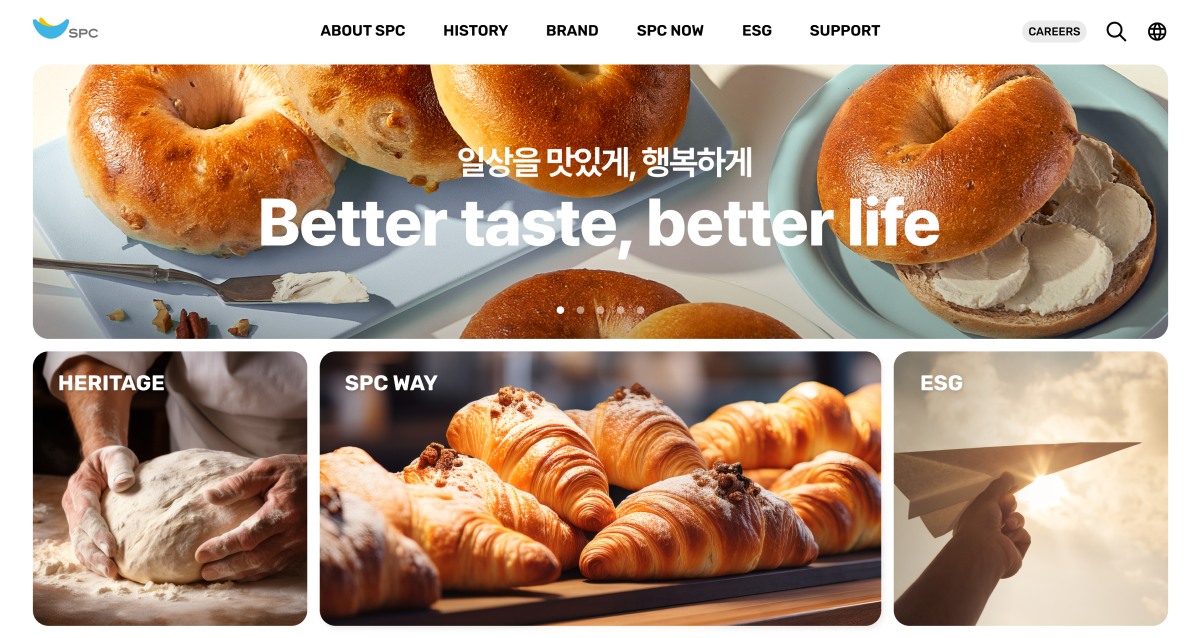 SPC
ABOUT SPC
HISTORY
BRAND
SPC NOW
ESG
SUPPORT
CAREERS
일상을 맛있게, 행복하게
Better taste, better life
HERITAGE
SPC WAY
ESG